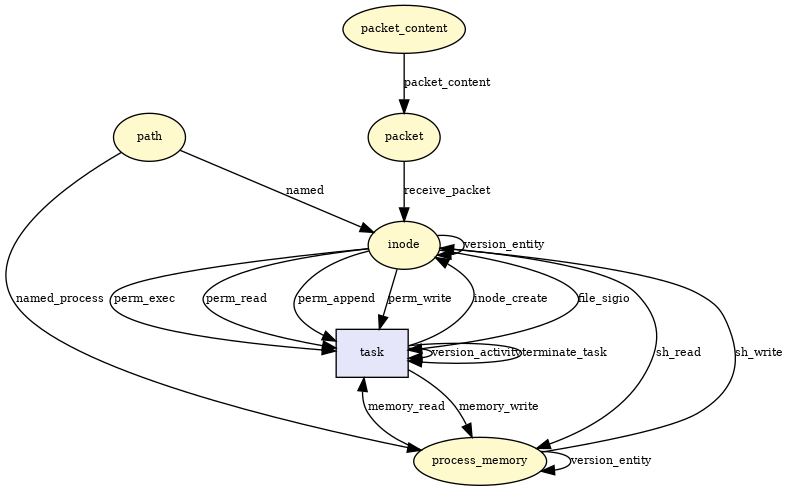 packet_content
packet_content
path
packet
named
receive_packet
inode
version_entity
named_process
perm_exec
perm_read
perm_append
perm_write
inode_create
file_sigio
task
version_activity
terminate_task
sh_read
sh_write
memory_read
memory_write
process_memory
version_entity